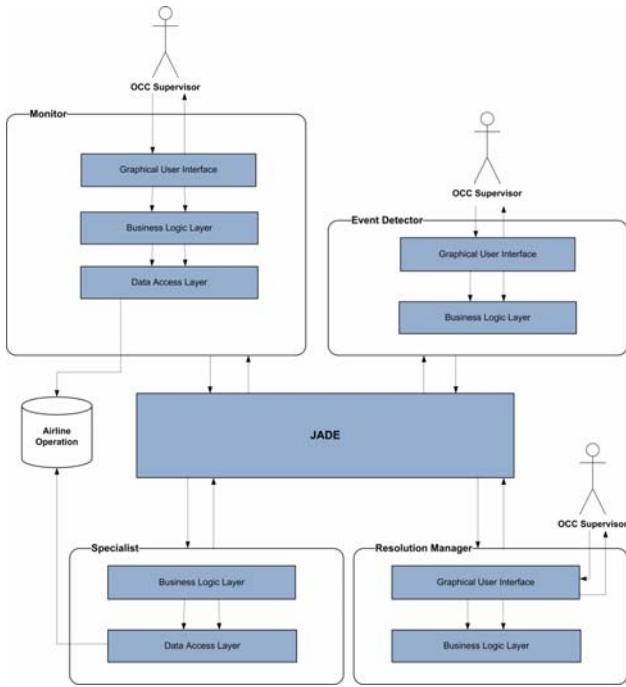 OCC Supervisor
Monitor
Graphical User Interface
Business Logic Layer
Data Access Layer
OCC Supervisor
Event Detector
Graphical User Interface
Business Logic Layer
Airline
Operation
JADE
OCC Supervisor
Specialist
Business Logic Layer
Data Access Layer
Resolution Manager
Graphical User Interface
Business Logic Layer